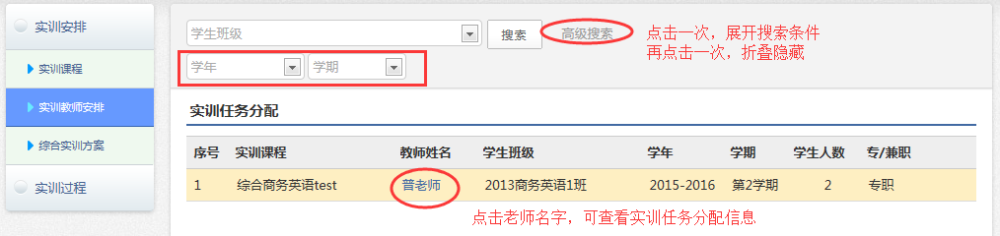 实训安排
实训课程
实训教师安排
综合实训方案
实训过程
学生班级 搜索 高级搜索
学年 学期
点击一次，展开搜索条件
再点击一次，折叠隐藏
实训任务分配
序号 实训课程 教师姓名 学生班级 学年 学期 学生人数 专/兼职
1 综合商务英语test 普老师 2013商务英语1班 2015-2016 第2学期 2 专职
点击老师名字，可查看实训任务分配信息